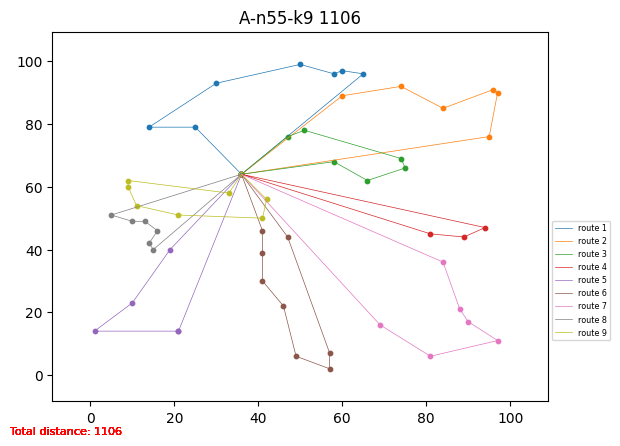 A-n55-k9 1106
100
80
60
40
20
0
0 20 40 60 80 100
route 1
route 2
route 3
route 4
route 5
route 6
route 7
route 8
route 9
Total distance: 1106